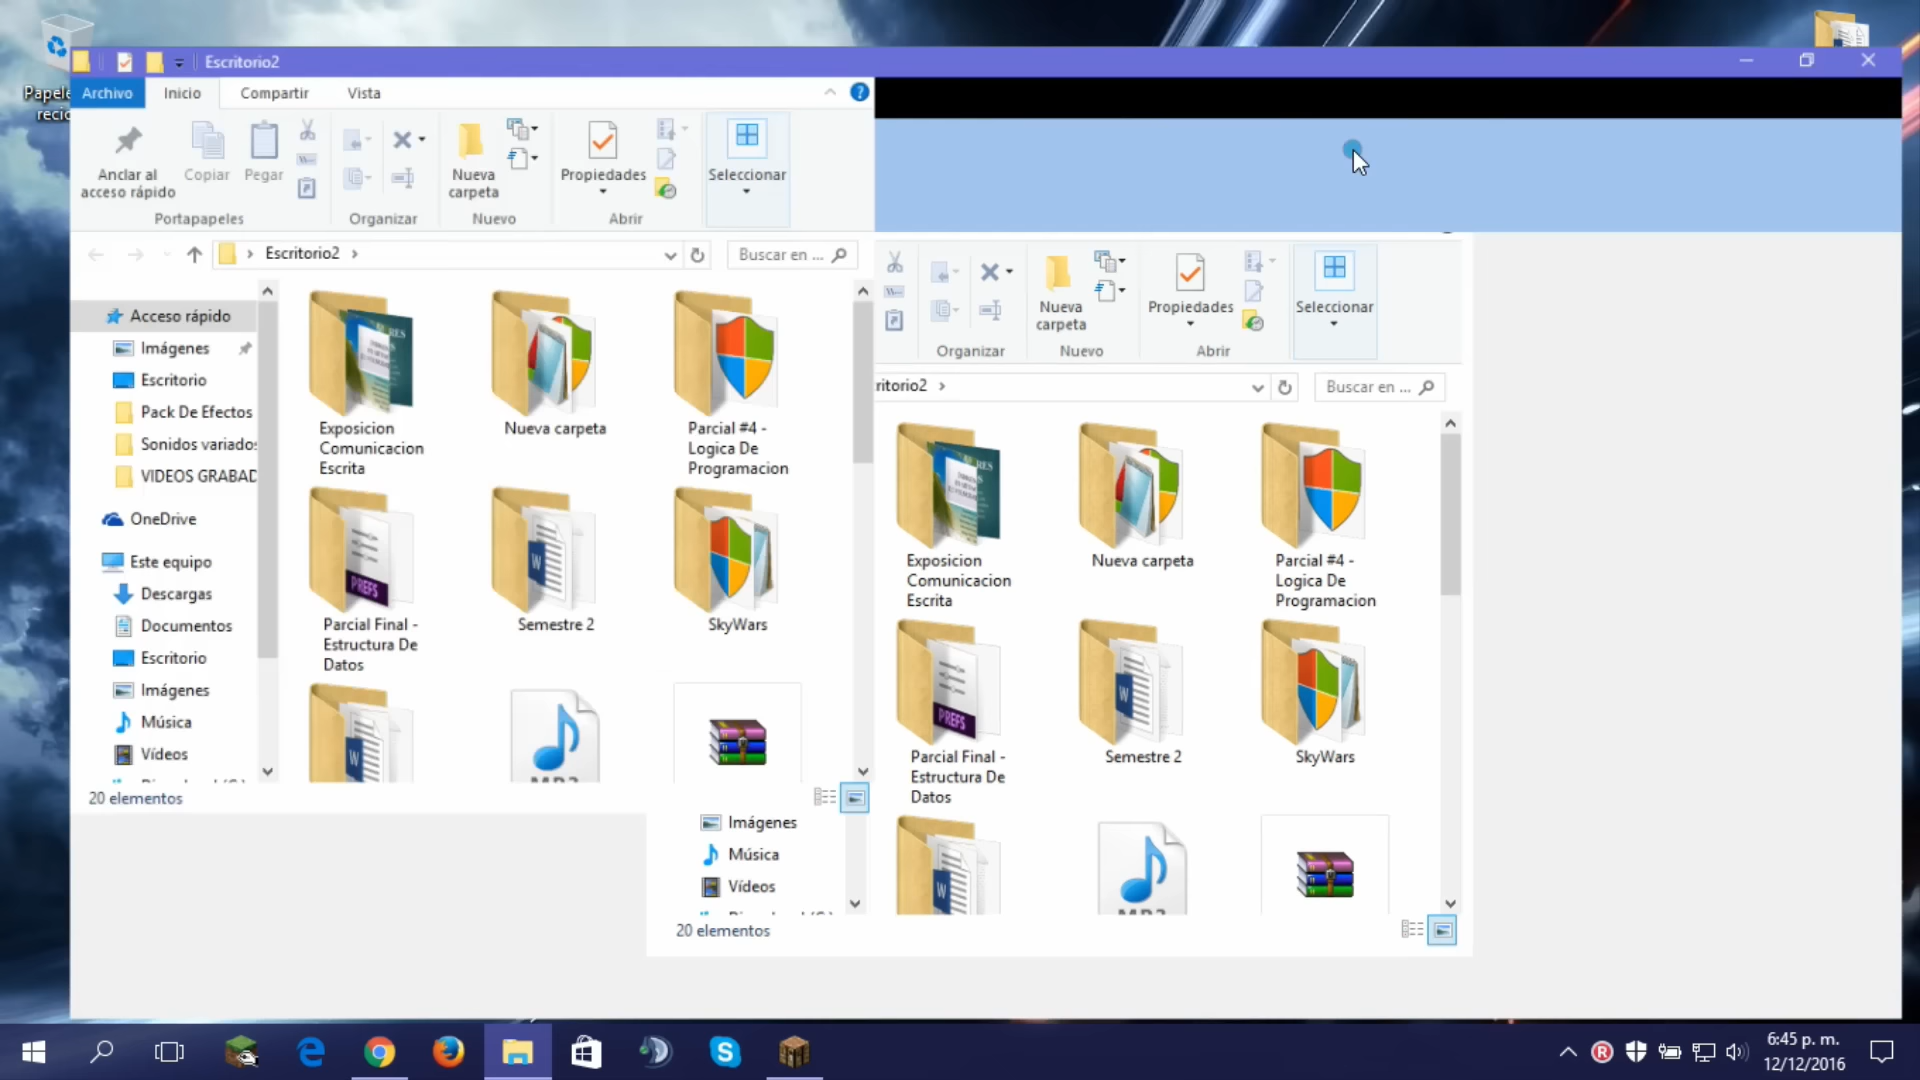 Escritorio2
Archivo
Inicio
Compartir
Vista
Anclar al
acceso rápido
Copiar
Pegar
Nueva
carpeta
Propiedades
Seleccionar
Portapapeles
Organizar
Nuevo
Abrir
Escritorio2
Buscar en ...
Acceso rápido
Imágenes
Escritorio
Pack De Efectos
Sonidos variados
VIDEOS GRABAD
OneDrive
Este equipo
Descargas
Documentos
Escritorio
Imágenes
Música
Vídeos
20 elementos
Exposicion
Comunicacion
Escrita
Nueva carpeta
Parcial #4 -
Logica De
Programacion
PREFS
W
Parcial Final -
Estructura De
Datos
Semestre 2
SkyWars
W
MP3
Nueva
carpeta
Propiedades
Seleccionar
Organizar
Nuevo
Abrir
ritorio2
Buscar en ...
Exposicion
Comunicacion
Escrita
Nueva carpeta
Parcial #4 -
Logica De
Programacion
PREFS
W
Parcial Final -
Estructura De
Datos
Semestre 2
SkyWars
W
MP3
Imágenes
Música
Vídeos
20 elementos
6:45 p. m.
12/12/2016